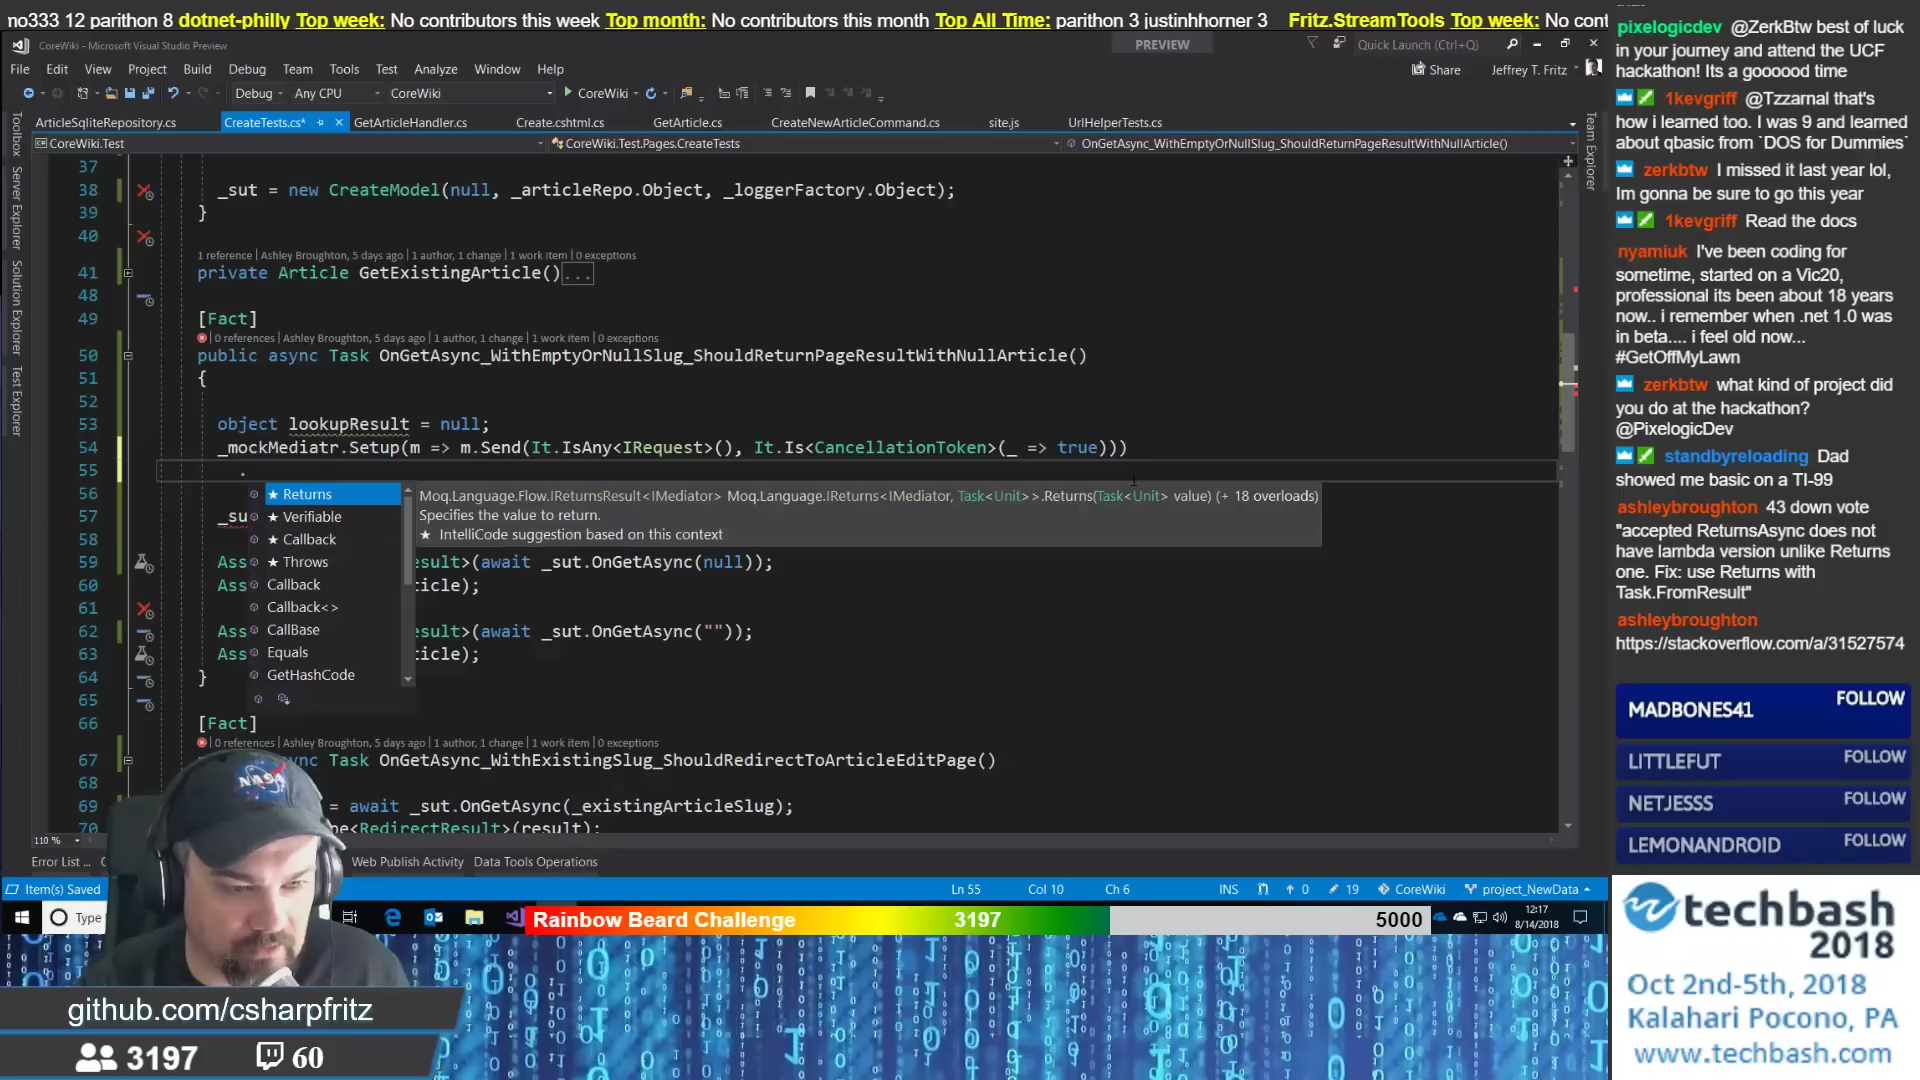 no333 12 parithon 8 dotnet-philly Top week: No contributors this week Top month: No contributors this month Top All Time: parithon 3 justinhhorner 3 Fritz.StreamTools Top week: No cont
CoreWiki - Microsoft Visual Studio Preview
PREVIEW
Quick Launch (Ctrl+Q)
File Edit View Project Build Debug Team Tools Test Analyze Window Help
Share
Jeffrey T. Fritz
Debug Any CPU CoreWiki CoreWiki
ArticleSqliteRepository.cs CreateTests.cs* GetArticleHandler.cs Create.cshtml.cs GetArticle.cs CreateNewArticleCommand.cs site.js UrlHelperTests.cs
CoreWiki.Test CoreWiki.Test.Pages.CreateTests OnGetAsync_WithEmptyOrNullSlug_ShouldReturnPageResultWithNullArticle()
Toolbox
Server Explorer
Solution Explorer
Test Explorer
Team Explorer
37
38 _sut = new CreateModel(null, _articleRepo.Object, _loggerFactory.Object);
39 }
40
1 reference | Ashley Broughton, 5 days ago | 1 author, 1 change | 1 work item | 0 exceptions
41 private Article GetExistingArticle()...
48
49 [Fact]
0 references | Ashley Broughton, 5 days ago | 1 author, 1 change | 1 work item | 0 exceptions
50 public async Task OnGetAsync_WithEmptyOrNullSlug_ShouldReturnPageResultWithNullArticle()
51 {
52
53 object lookupResult = null;
54 _mockMediatr.Setup(m => m.Send(It.IsAny<IRequest>(), It.Is<CancellationToken>(_ => true)))
55 .
56
57 _su
58
59 Ass esult>(await _sut.OnGetAsync(null));
60 Ass ticle);
61
62 Ass esult>(await _sut.OnGetAsync(""));
63 Ass ticle);
64 }
65
66 [Fact]
0 references | Ashley Broughton, 5 days ago | 1 author, 1 change | 1 work item | 0 exceptions
67 ync Task OnGetAsync_WithExistingSlug_ShouldRedirectToArticleEditPage()
68
69 = await _sut.OnGetAsync(_existingArticleSlug);
70 pe<RedirectResult>(result);
★ Returns
★ Verifiable
★ Callback
★ Throws
Callback
Callback<>
CallBase
Equals
GetHashCode
Moq.Language.Flow.IReturnsResult<IMediator> Moq.Language.IReturns<IMediator, Task<Unit>>.Returns(Task<Unit> value) (+ 18 overloads)
Specifies the value to return.
★ IntelliCode suggestion based on this context
110 %
Error List ... Web Publish Activity Data Tools Operations
Item(s) Saved Ln 55 Col 10 Ch 6 INS 0 19 CoreWiki project_NewData
Type
Rainbow Beard Challenge 3197 5000
12:17
8/14/2018
NASA
github.com/csharpfritz
3197 60
pixelogicdev @ZerkBtw best of luck
in your journey and attend the UCF
hackathon! Its a goooood time
1kevgriff @Tzzarnal that's
how i learned too. I was 9 and learned
about qbasic from `DOS for Dummies`
zerkbtw I missed it last year lol,
Im gonna be sure to go this year
1kevgriff Read the docs
nyamiuk I've been coding for
sometime, started on a Vic20,
professional its been about 18 years
now.. i remember when .net 1.0 was
in beta.... i feel old now...
#GetOffMyLawn
zerkbtw what kind of project did
you do at the hackathon?
@PixelogicDev
standbyreloading Dad
showed me basic on a TI-99
ashleybroughton 43 down vote
"accepted ReturnsAsync does not
have lambda version unlike Returns
one. Fix: use Returns with
Task.FromResult"
ashleybroughton
https://stackoverflow.com/a/31527574
MADBONES41 FOLLOW
LITTLEFUT FOLLOW
NETJESSS FOLLOW
LEMONANDROID FOLLOW
techbash
2018
Oct 2nd-5th, 2018
Kalahari Pocono, PA
www.techbash.com